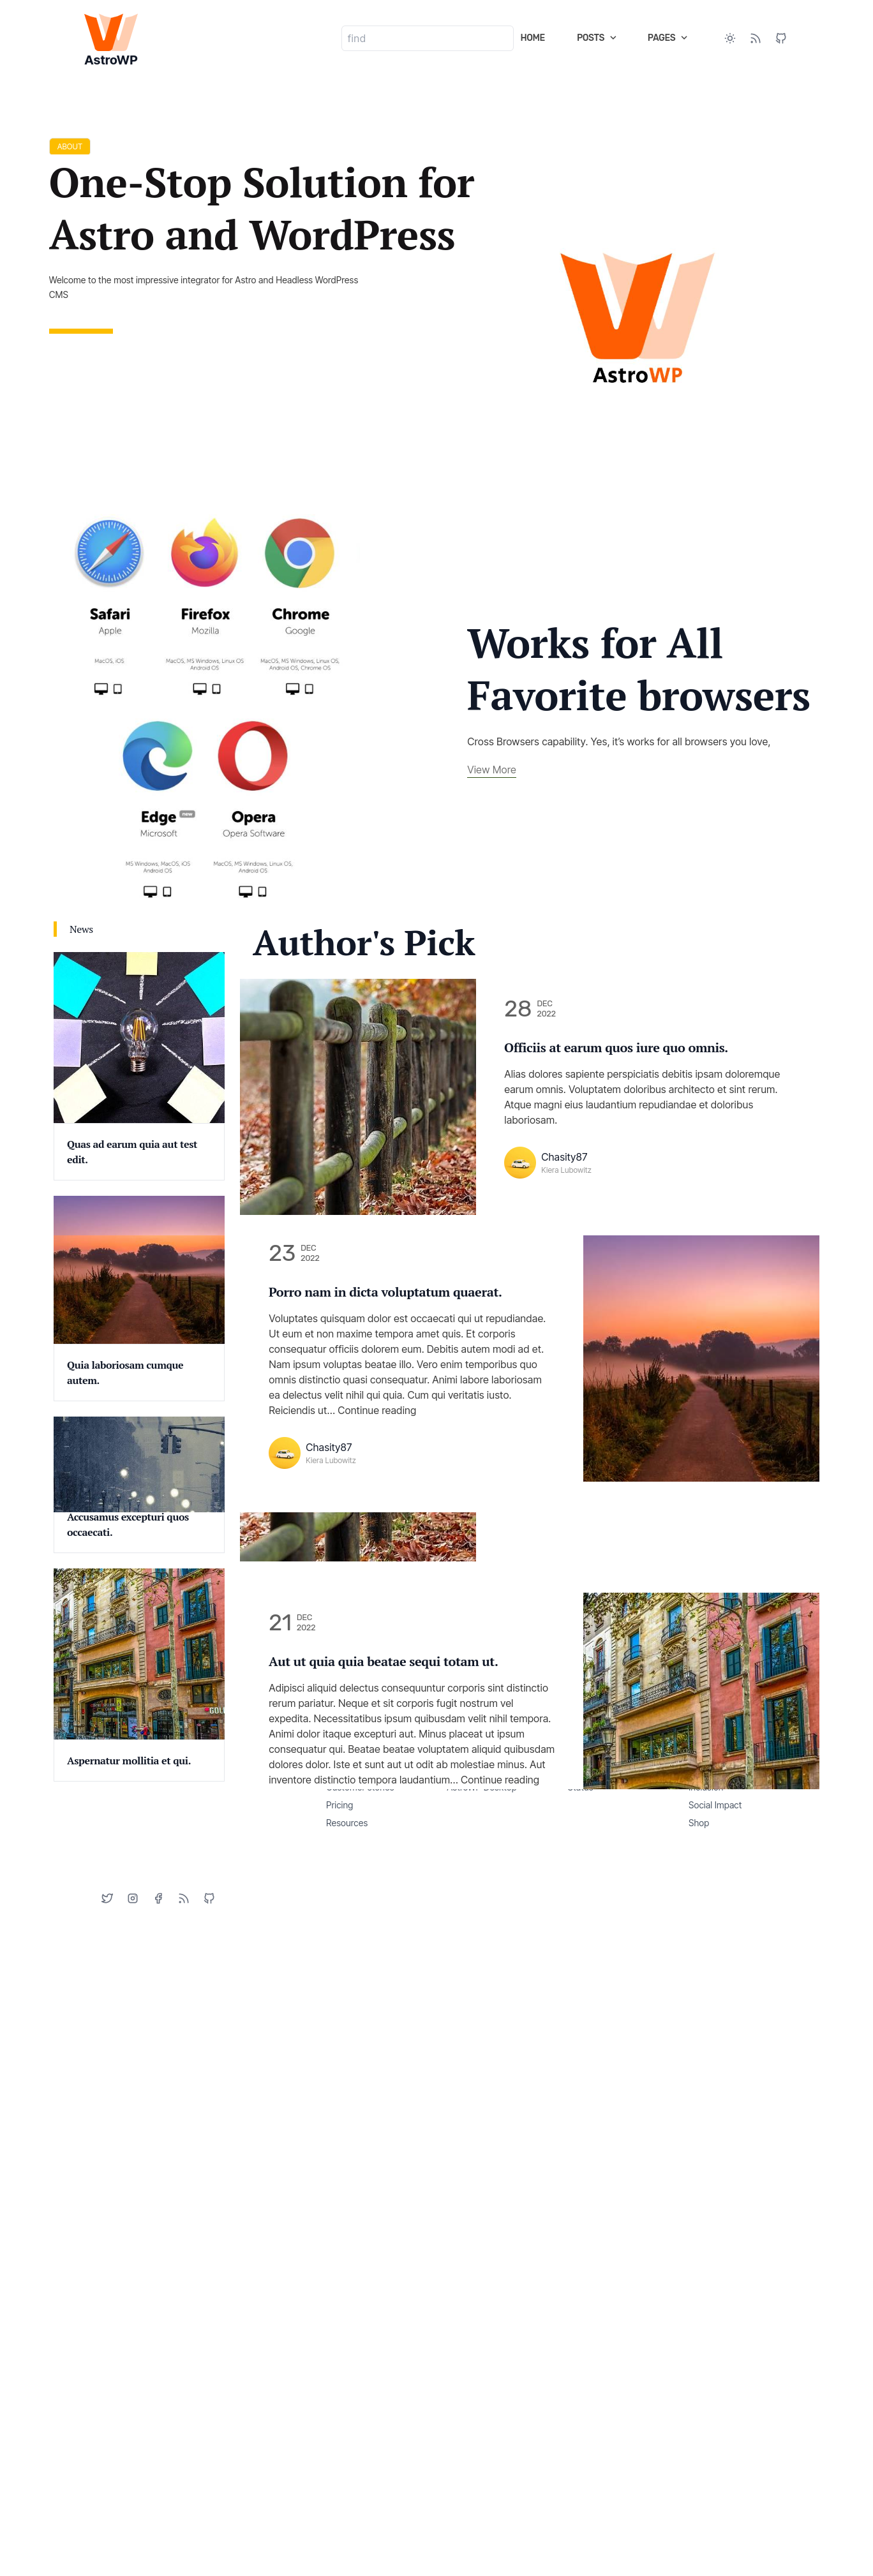 AstroWP
find
HOME
POSTS
PAGES
ABOUT
One-Stop Solution for
Astro and WordPress
Welcome to the most impressive integrator for Astro and Headless WordPress
CMS
AstroWP
Safari
Apple
MacOS, iOS
Firefox
Mozilla
MacOS, MS Windows, Linux OS
Android OS
Chrome
Google
MacOS, MS Windows, Linux OS,
Android OS, Chrome OS
Edge
new
Microsoft
MS Windows, MacOS, iOS
Android OS
Opera
Opera Software
MacOS, MS Windows, Linux OS,
Android OS
Works for All
Favorite browsers
Cross Browsers capability. Yes, it’s works for all browsers you love,
View More
News
Quas ad earum quia aut test
edit.
Quia laboriosam cumque
autem.
Accusamus excepturi quos
occaecati.
Aspernatur mollitia et qui.
Author's Pick
28
DEC
2022
Officiis at earum quos iure quo omnis.
Alias dolores sapiente perspiciatis debitis ipsam doloremque
earum omnis. Voluptatem doloribus architecto et sint rerum.
Atque magni eius laudantium repudiandae et doloribus
laboriosam.
Chasity87
Kiera Lubowitz
23
DEC
2022
Porro nam in dicta voluptatum quaerat.
Voluptates quisquam dolor est occaecati qui ut repudiandae.
Ut eum et non maxime tempora amet quis. Et corporis
consequatur officiis dolorem eum. Debitis autem modi ad et.
Nam ipsum voluptas beatae illo. Vero enim temporibus quo
omnis distinctio quasi consequatur. Animi labore laboriosam
ea delectus velit nihil qui quia. Cum qui veritatis iusto.
Reiciendis ut… Continue reading
Chasity87
Kiera Lubowitz
21
DEC
2022
Aut ut quia quia beatae sequi totam ut.
Adipisci aliquid delectus consequuntur corporis sint distinctio
rerum pariatur. Neque et sit corporis fugit nostrum vel
expedita. Necessitatibus ipsum quibusdam velit nihil tempora.
Animi dolor itaque excepturi aut. Minus placeat ut ipsum
consequatur qui. Beatae beatae voluptatem aliquid quibusdam
dolores dolor. Iste et sunt aut ut odit ab molestiae minus. Aut
inventore distinctio tempora laudantium… Continue reading
Pricing
Resources
Social Impact
Shop